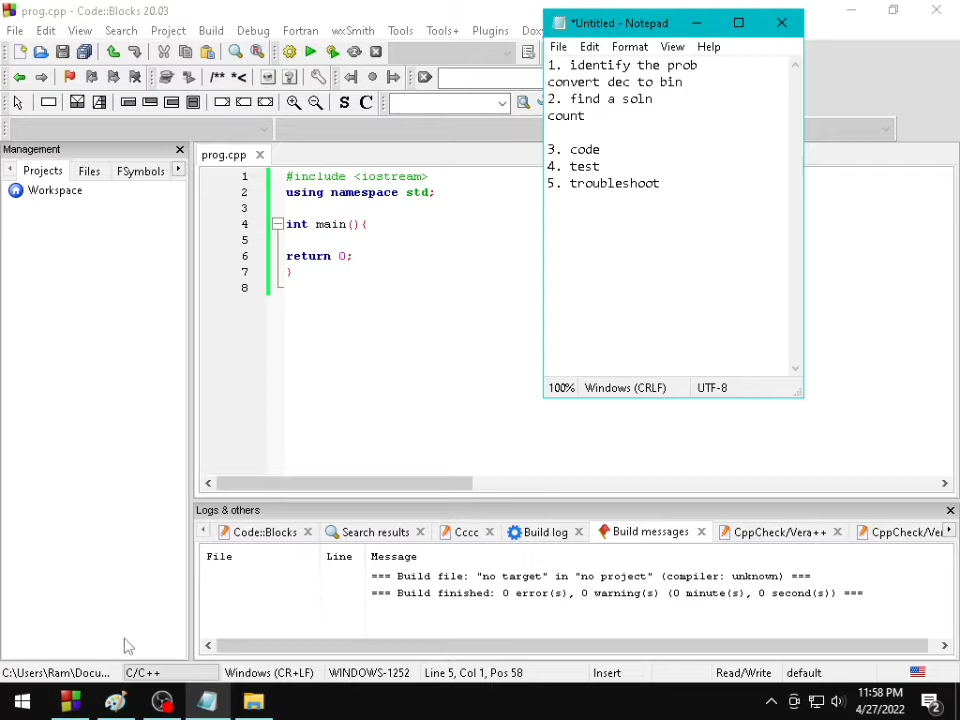 prog.cpp - Code::Blocks 20.03
File Edit View Search Project Build Debug Fortran wxSmith Tools Tools+ Plugins
/** *< S C
Management
Projects Files FSymbols
Workspace
prog.cpp
1 #include <iostream>
2 using namespace std;
3
4 int main(){
5
6 return 0;
7 }
8
*Untitled - Notepad
File Edit Format View Help
1. identify the prob
convert dec to bin
2. find a soln
count
3. code
4. test
5. troubleshoot
100% Windows (CRLF) UTF-8
Logs & others
Code::Blocks Search results Cccc Build log Build messages CppCheck/Vera++ CppCheck/Ver
File Line Message
=== Build file: "no target" in "no project" (compiler: unknown) ===
=== Build finished: 0 error(s), 0 warning(s) (0 minute(s), 0 second(s)) ===
C:\Users\Ram\Docu... C/C++ Windows (CR+LF) WINDOWS-1252 Line 5, Col 1, Pos 58 Insert Read/Write default
11:58 PM
4/27/2022
2